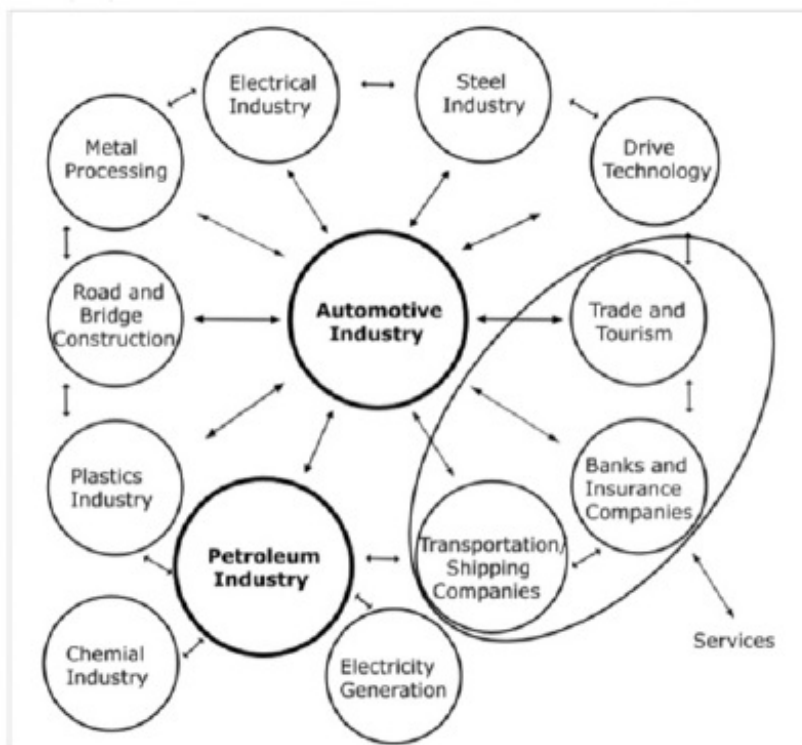 Electrical
Industry
Steel
Industry
Metal
Processing
Drive
Technology
Road and
Bridge
Construction
Automotive
Industry
Trade and
Tourism
Plastics
Industry
Banks and
Insurance
Companies
Petroleum
Industry
Transportation/
Shipping
Companies
Chemial
Industry
Electricity
Generation
Services